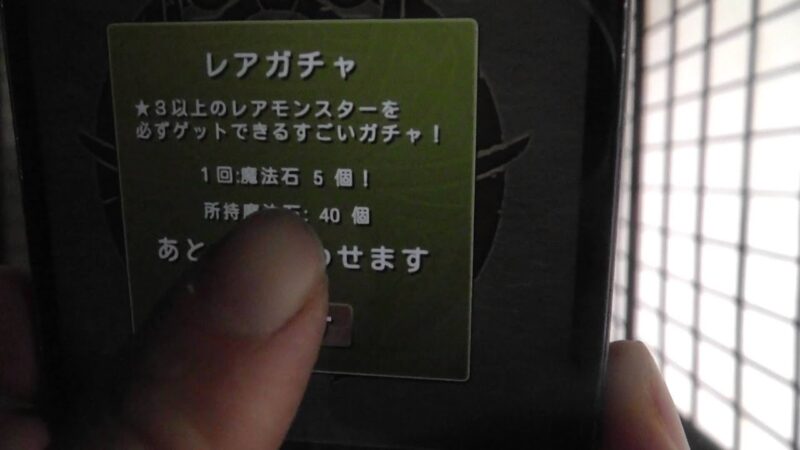 レアガチャ
★3以上のレアモンスターを
必ずゲットできるすごいガチャ！
1回:魔法石 5 個！
所持魔法石: 40 個
あと わせます